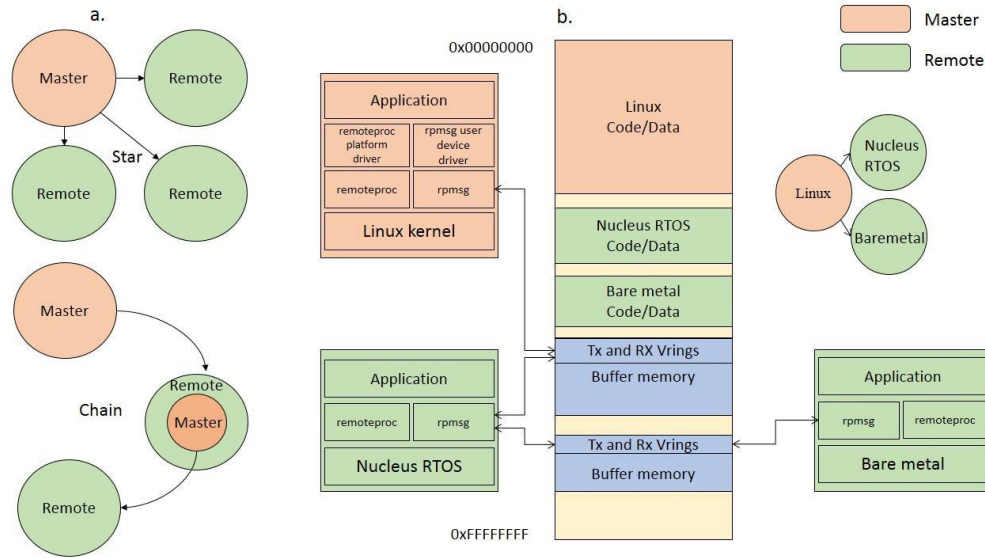 a.
Master
Remote
Star
Remote
Remote
Master
Remote
Chain
Master
Remote
b.
0x00000000
Application
remoteproc
platform
driver
rpmsg user
device
driver
remoteproc
rpmsg
Linux kernel
Application
remoteproc
rpmsg
Nucleus RTOS
Linux
Code/Data
Nucleus RTOS
Code/Data
Bare metal
Code/Data
Tx and RX Vrings
Buffer memory
Tx and Rx Vrings
Buffer memory
0xFFFFFFFF
Master
Remote
Nucleus
RTOS
Linux
Baremetal
Application
rpmsg
remoteproc
Bare metal